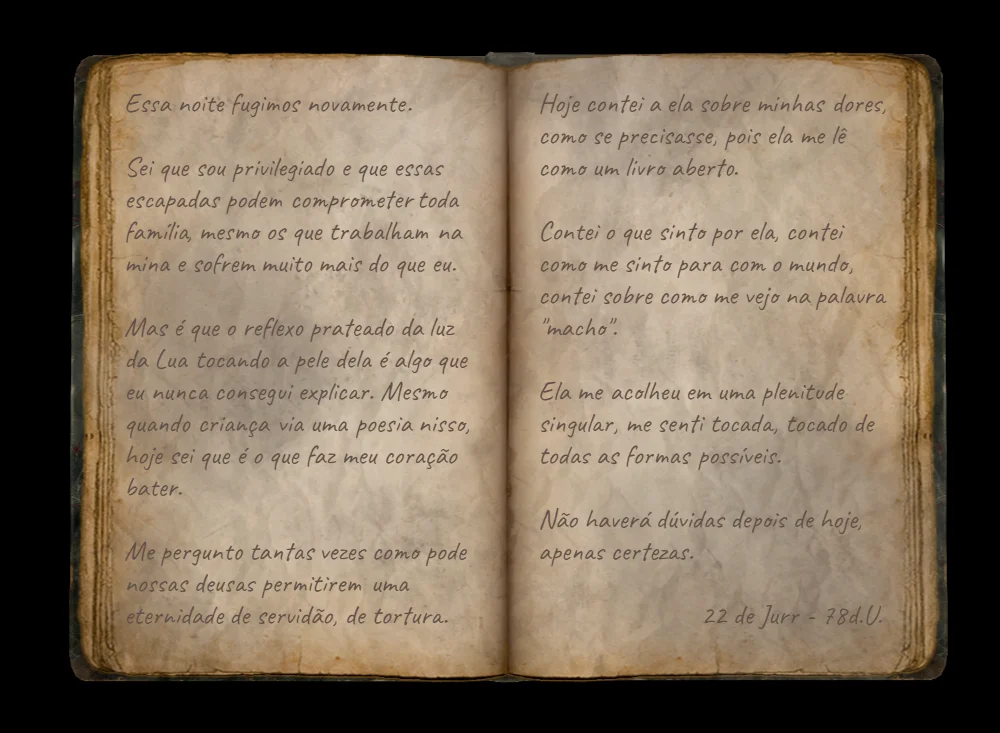 Essa noite fugimos novamente.
Sei que sou privilegiado e que essas
escapadas podem comprometer toda
família, mesmo os que trabalham na
mina e sofrem muito mais do que eu.
Mas é que o reflexo prateado da luz
da Lua tocando a pele dela é algo que
eu nunca consegui explicar. Mesmo
quando criança via uma poesia nisso,
hoje sei que é o que faz meu coração
bater.
Me pergunto tantas vezes como pode
nossas deusas permitirem uma
eternidade de servidão, de tortura.
Hoje contei a ela sobre minhas dores,
como se precisasse, pois ela me lê
como um livro aberto.
Contei o que sinto por ela, contei
como me sinto para com o mundo,
contei sobre como me vejo na palavra
"macho".
Ela me acolheu em uma plenitude
singular, me senti tocada, tocado de
todas as formas possíveis.
Não haverá dúvidas depois de hoje,
apenas certezas.
22 de Jurr - 78d.U.